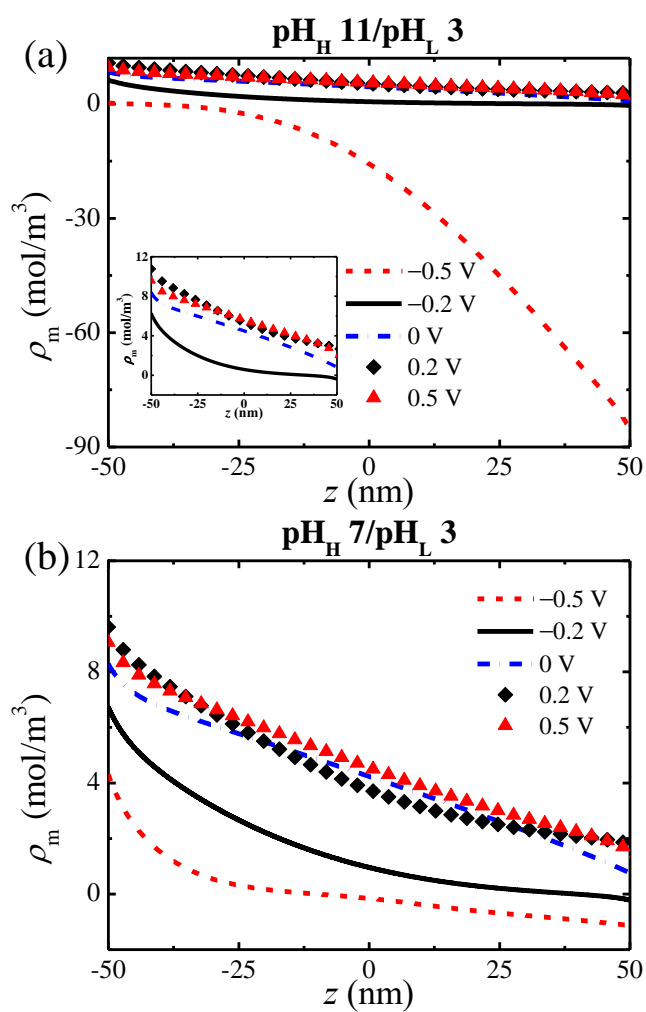 pH_H 11/pH_L 3
(a)
0
-30
-60
-90
ρ_m (mol/m^3)
12
8
4
0
ρ_m (mol/m^3)
-50 -25 0 25 50
z (nm)
−0.5 V
−0.2 V
0 V
0.2 V
0.5 V
-50 -25 0 25 50
z (nm)
pH_H 7/pH_L 3
(b)
12
8
4
0
ρ_m (mol/m^3)
−0.5 V
−0.2 V
0 V
0.2 V
0.5 V
-50 -25 0 25 50
z (nm)